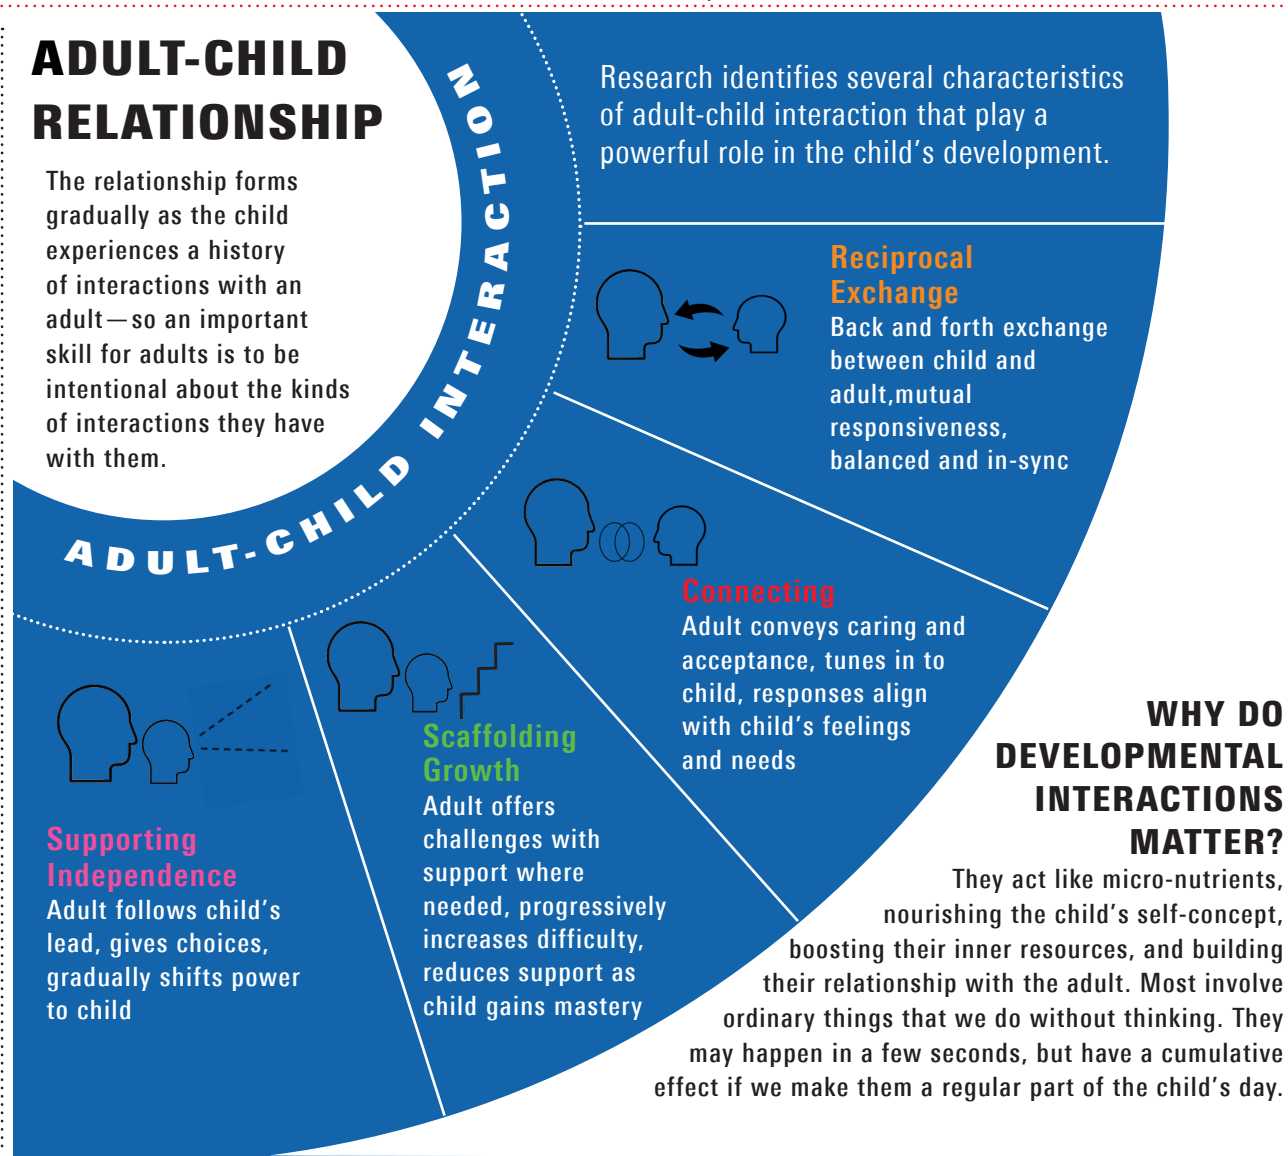 ADULT-CHILD
RELATIONSHIP
The relationship forms
gradually as the child
experiences a history
of interactions with an
adult—so an important
skill for adults is to be
intentional about the kinds
of interactions they have
with them.
ADULT-CHILD INTERACTION
Research identifies several characteristics
of adult-child interaction that play a
powerful role in the child's development.
Reciprocal
Exchange
Back and forth exchange
between child and
adult,mutual
responsiveness,
balanced and in-sync
Connecting
Adult conveys caring and
acceptance, tunes in to
child, responses align
with child's feelings
and needs
Scaffolding
Growth
Adult offers
challenges with
support where
needed, progressively
increases difficulty,
reduces support as
child gains mastery
Supporting
Independence
Adult follows child's
lead, gives choices,
gradually shifts power
to child
WHY DO
DEVELOPMENTAL
INTERACTIONS
MATTER?
They act like micro-nutrients,
nourishing the child's self-concept,
boosting their inner resources, and building
their relationship with the adult. Most involve
ordinary things that we do without thinking. They
may happen in a few seconds, but have a cumulative
effect if we make them a regular part of the child's day.